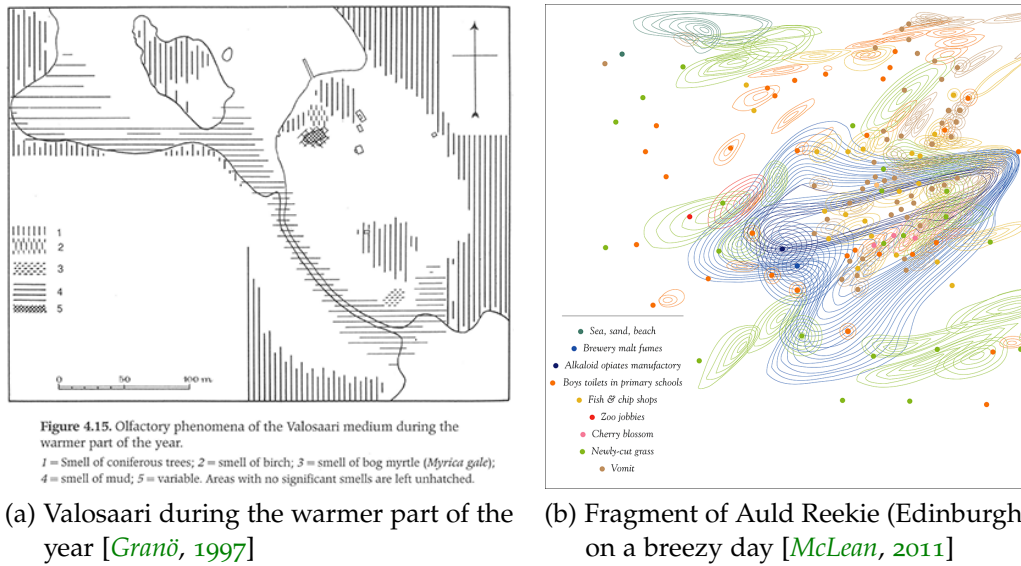 1
2
3
4
5
0 50 100 m.
Figure 4.15. Olfactory phenomena of the Valosaari medium during the
warmer part of the year.
1 = Smell of coniferous trees; 2 = smell of birch; 3 = smell of bog myrtle (Myrica gale);
4 = smell of mud; 5 = variable. Areas with no significant smells are left unhatched.
(a) Valosaari during the warmer part of the
year [Granö, 1997]
Sea, sand, beach
Brewery malt fumes
Alkaloid opiates manufactory
Boys toilets in primary schools
Fish & chip shops
Zoo jobbies
Cherry blossom
Newly-cut grass
Vomit
(b) Fragment of Auld Reekie (Edinburgh
on a breezy day [McLean, 2011]